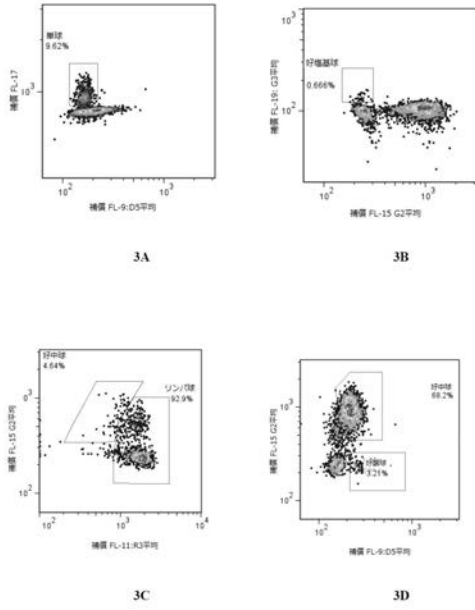 単球
9.62%
補償 FL-17
10³
10²
10³
補償 FL-9:D5平均
3A
好塩基球
0.666%
補償 FL-19: G3平均
10³
10²
10²
10³
補償 FL-15 G2平均
3B
好中球
4.64%
リンパ球
92.9%
補償 FL-15 G2平均
10²
10²
10³
10⁴
補償 FL-11:R3平均
3C
好中球
68.2%
3.21%
補償 FL-15 G2平均
10³
10²
10²
10³
補償 FL-9:D5平均
3D